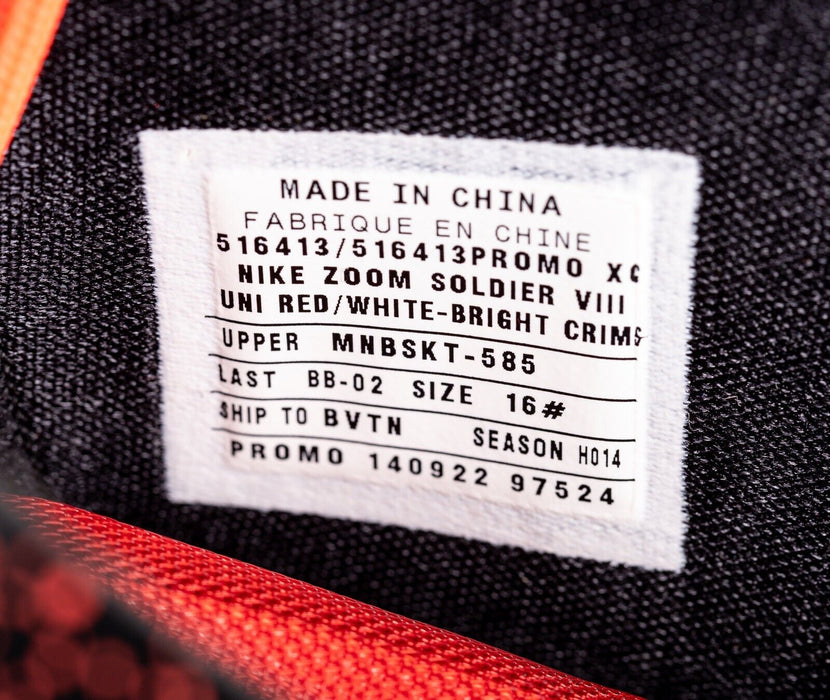 MADE IN CHINA
FABRIQUE EN CHINE
516413/516413PROMO XC
NIKE ZOOM SOLDIER VIII
UNI RED/WHITE-BRIGHT CRIMS
UPPER MNBSKT-585
LAST BB-02 SIZE 16#
SHIP TO BVTN SEASON HO14
PROMO 140922 97524